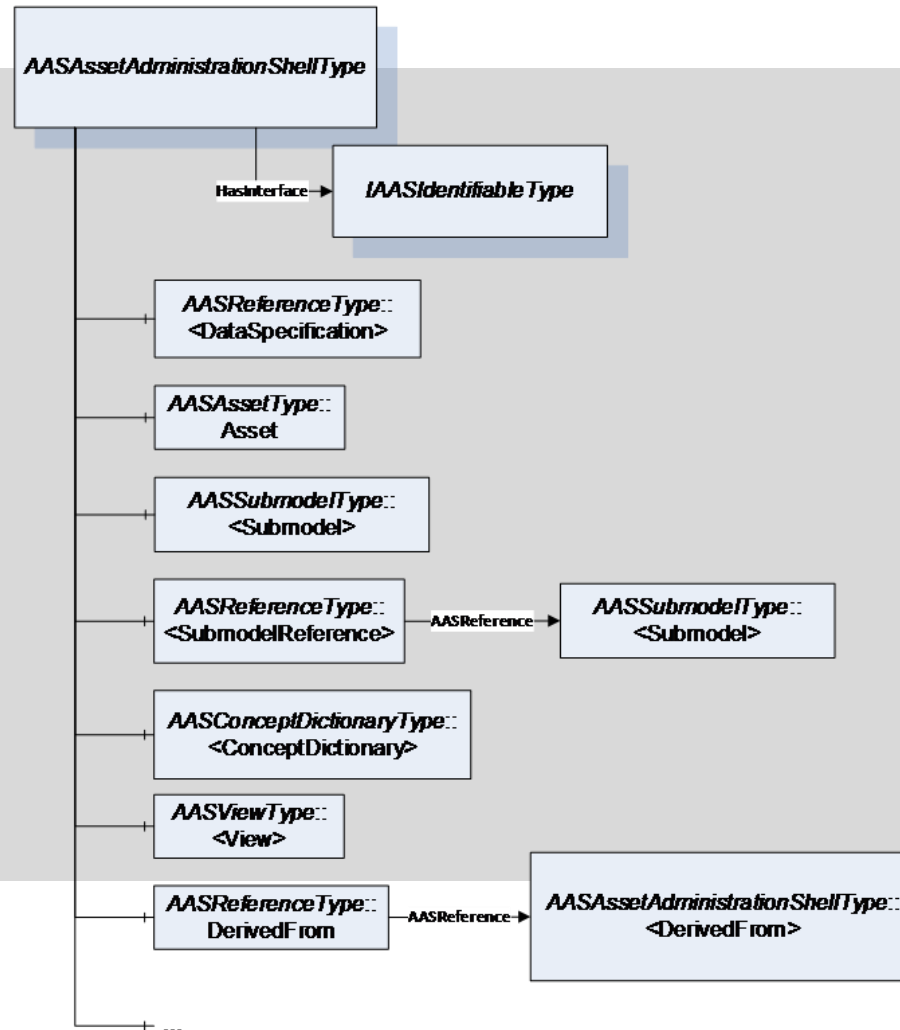 AASAssetAdministrationShellType
HasInterface
IAASIdentifiableType
AASReferenceType::
<DataSpecification>
AASAssetType::
Asset
AASSubmodelType::
<Submodel>
AASReferenceType::
<SubmodelReference>
AASReference
AASSubmodelType::
<Submodel>
AASConceptDictionaryType::
<ConceptDictionary>
AASViewType::
<View>
AASReferenceType::
DerivedFrom
AASReference
AASAssetAdministrationShellType::
<DerivedFrom>
...